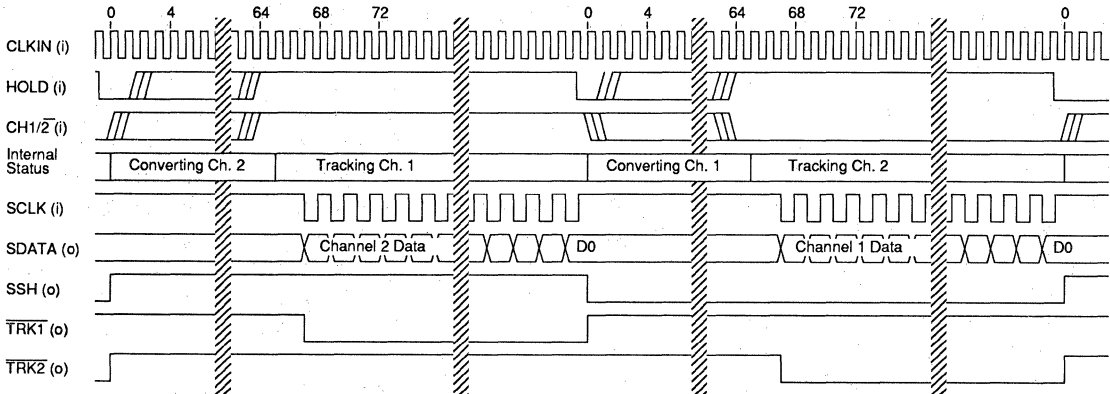 0 4 64 68 72 0 4 64 68 72 0
CLKIN (i)
HOLD (i)
CH1/2 (i)
Internal
Status
Converting Ch. 2 Tracking Ch. 1 Converting Ch. 1 Tracking Ch. 2
SCLK (i)
SDATA (o) Channel 2 Data D0 Channel 1 Data D0
SSH (o)
TRK1 (o)
TRK2 (o)